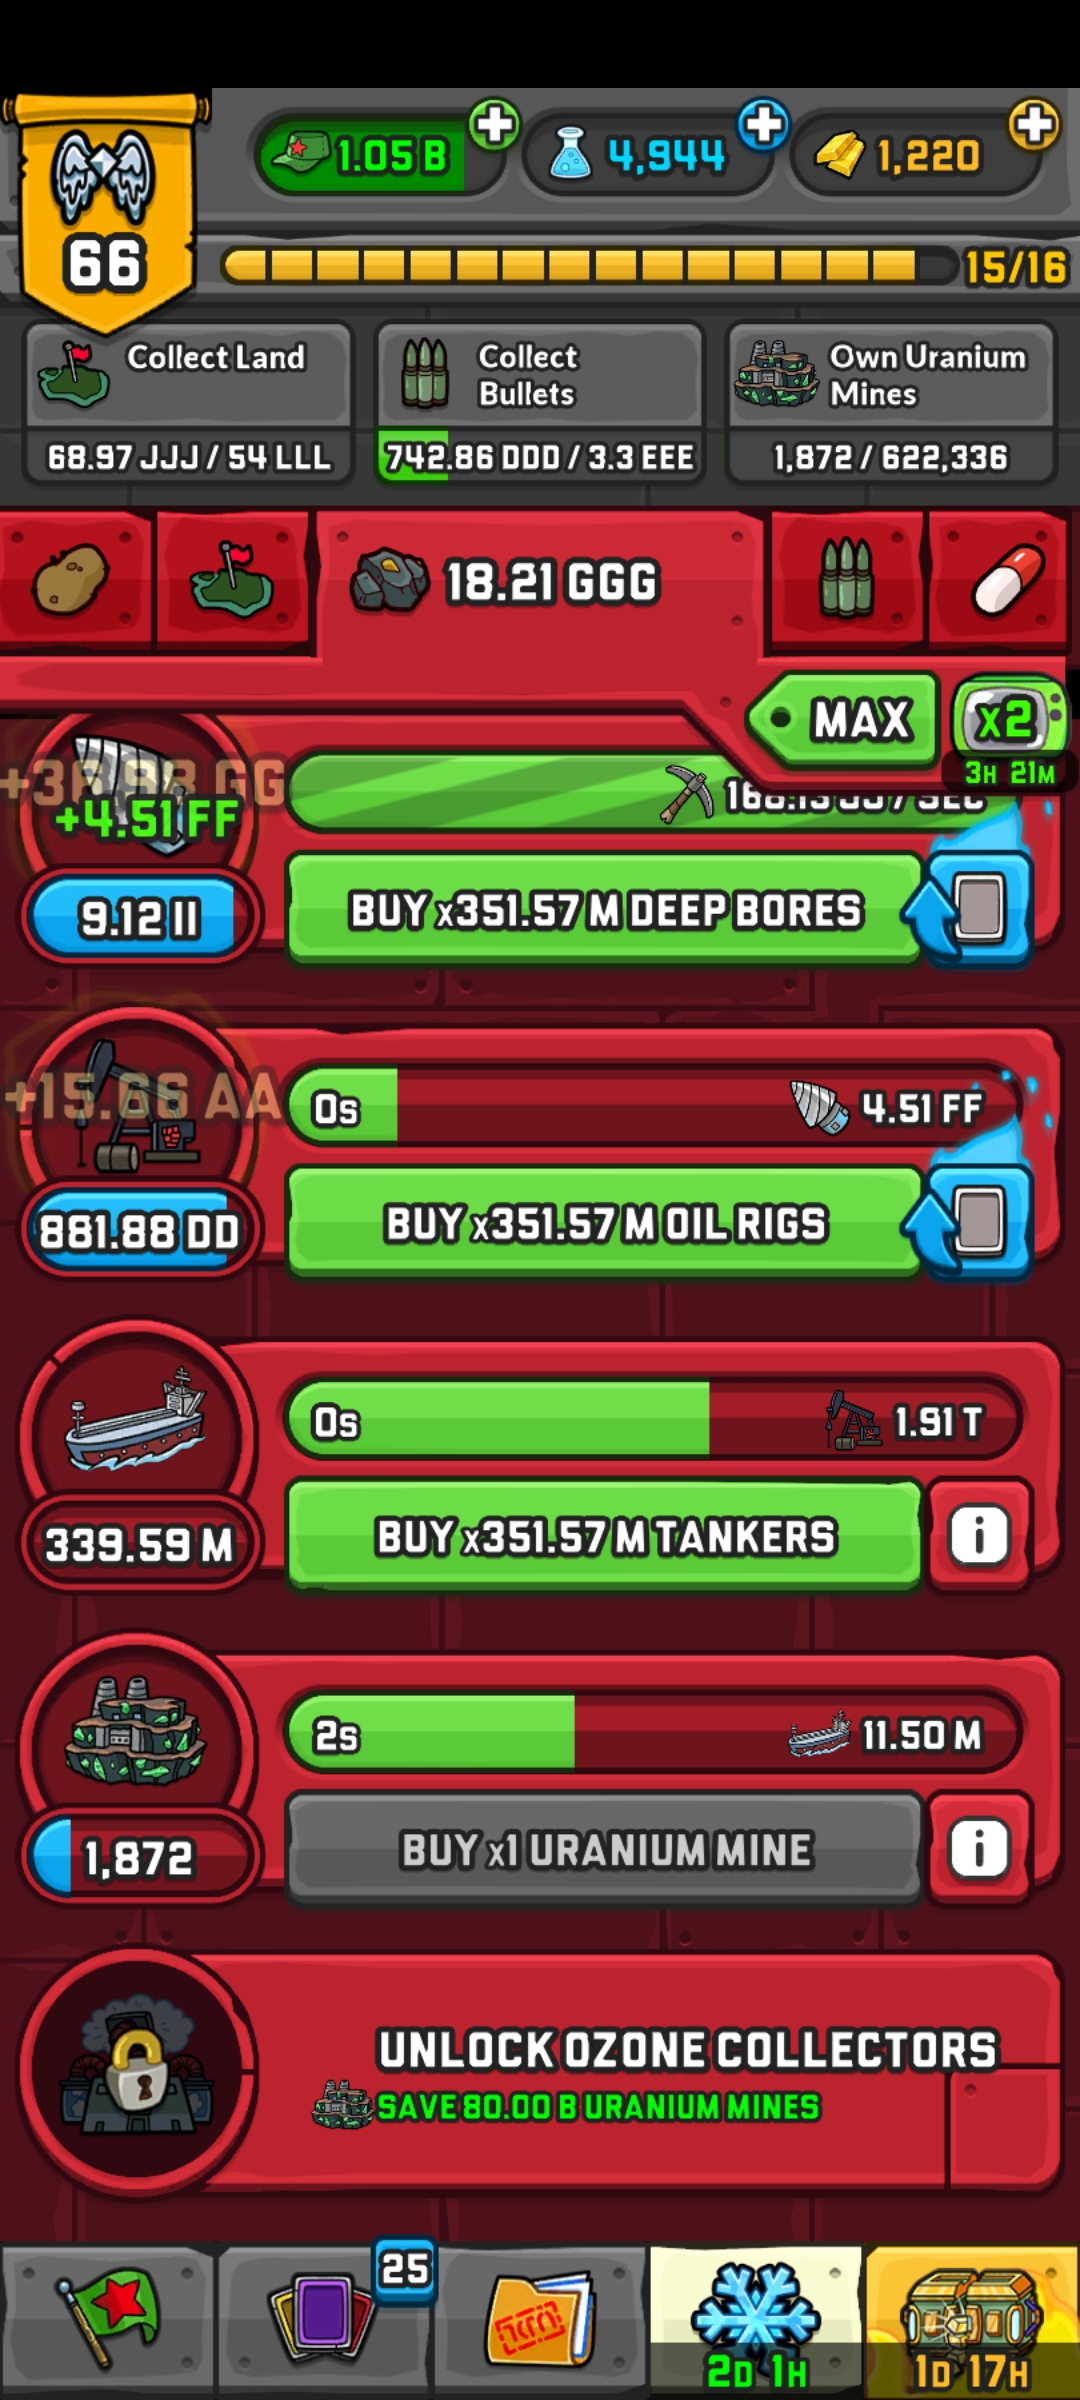 1.05 B
4,944
1,220
66
15/16
Collect Land
68.97 JJJ / 54 LLL
Collect
Bullets
742.86 DDD / 3.3 EEE
Own Uranium
Mines
1,872 / 622,336
18.21 GGG
MAX
x2
3H 21M
+4.51 FF
9.12 II
BUY x351.57 M DEEP BORES
+15.66 AA
0s
4.51 FF
881.88 DD
BUY x351.57 M OIL RIGS
0s
1.91 T
339.59 M
BUY x351.57 M TANKERS
2s
11.50 M
1,872
BUY x1 URANIUM MINE
UNLOCK OZONE COLLECTORS
SAVE 80.00 B URANIUM MINES
25
2D 1H
1D 17H